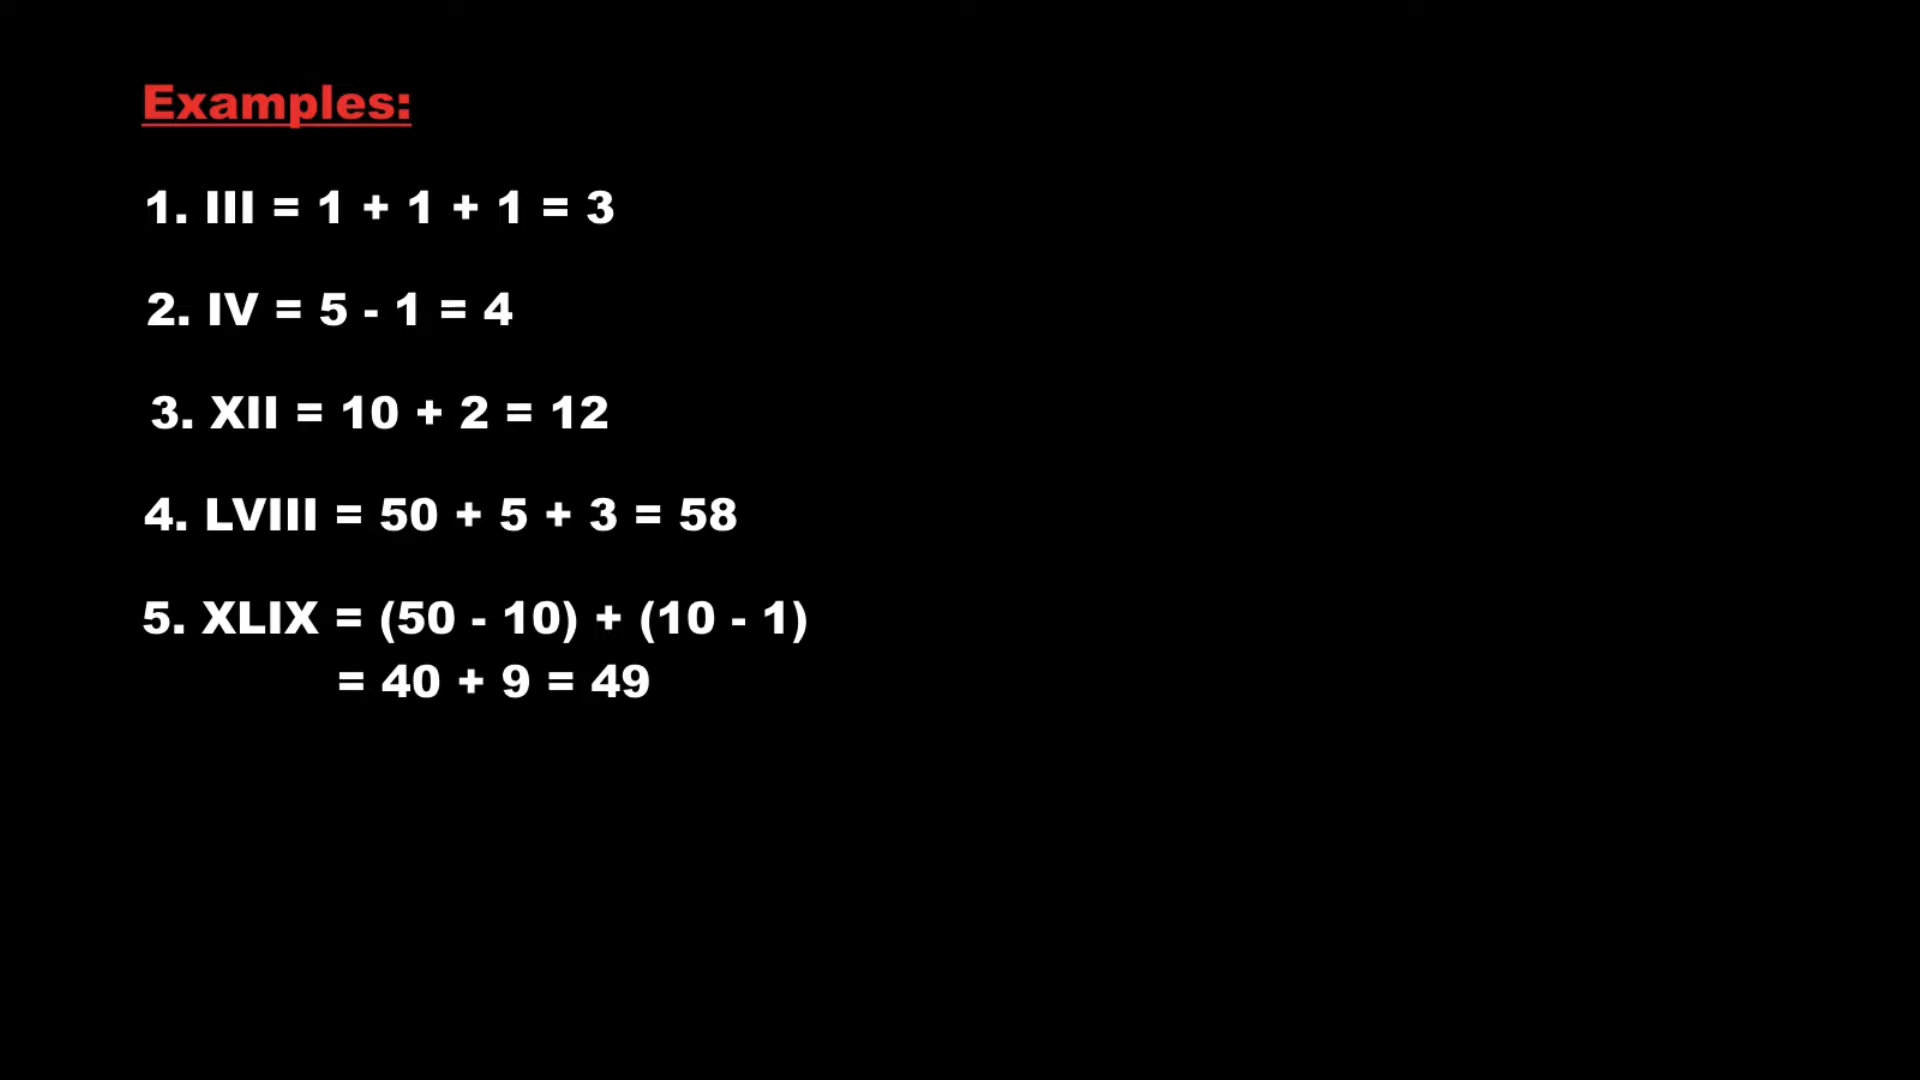 Examples:
1. III = 1 + 1 + 1 = 3
2. IV = 5 - 1 = 4
3. XII = 10 + 2 = 12
4. LVIII = 50 + 5 + 3 = 58
5. XLIX = (50 - 10) + (10 - 1)
= 40 + 9 = 49